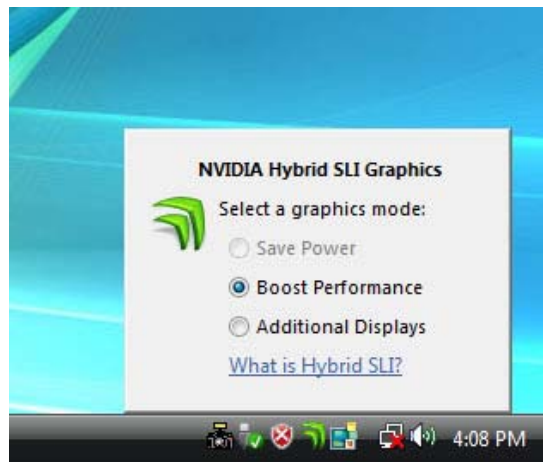 NVIDIA Hybrid SLI Graphics
Select a graphics mode:
Save Power
Boost Performance
Additional Displays
What is Hybrid SLI?
4:08 PM